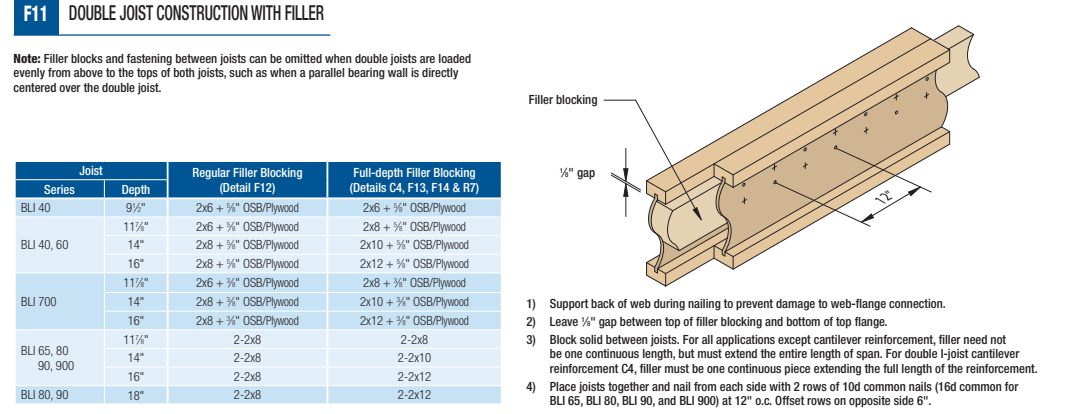 F11 DOUBLE JOIST CONSTRUCTION WITH FILLER
Note: Filler blocks and fastening between joists can be omitted when double joists are loaded
evenly from above to the tops of both joists, such as when a parallel bearing wall is directly
centered over the double joist.
Joist
Regular Filler Blocking
(Detail F12)
Full-depth Filler Blocking
(Details C4, F13, F14 & R7)
Series Depth
BLI 40 9½" 2x6 + ⅝" OSB/Plywood 2x6 + ⅝" OSB/Plywood
BLI 40, 60
11⅞" 2x6 + ⅝" OSB/Plywood 2x8 + ⅝" OSB/Plywood
14" 2x8 + ⅝" OSB/Plywood 2x10 + ⅝" OSB/Plywood
16" 2x8 + ⅝" OSB/Plywood 2x12 + ⅝" OSB/Plywood
BLI 700
11⅞" 2x6 + ⅜" OSB/Plywood 2x8 + ⅜" OSB/Plywood
14" 2x8 + ⅜" OSB/Plywood 2x10 + ⅜" OSB/Plywood
16" 2x8 + ⅜" OSB/Plywood 2x12 + ⅜" OSB/Plywood
BLI 65, 80
90, 900
11⅞" 2-2x8 2-2x8
14" 2-2x8 2-2x10
16" 2-2x8 2-2x12
BLI 80, 90 18" 2-2x8 2-2x12
Filler blocking
⅛" gap
12"
1) Support back of web during nailing to prevent damage to web-flange connection.
2) Leave ⅛" gap between top of filler blocking and bottom of top flange.
3) Block solid between joists. For all applications except cantilever reinforcement, filler need not
be one continuous length, but must extend the entire length of span. For double I-joist cantilever
reinforcement C4, filler must be one continuous piece extending the full length of the reinforcement.
4) Place joists together and nail from each side with 2 rows of 10d common nails (16d common for
BLI 65, BLI 80, BLI 90, and BLI 900) at 12" o.c. Offset rows on opposite side 6".